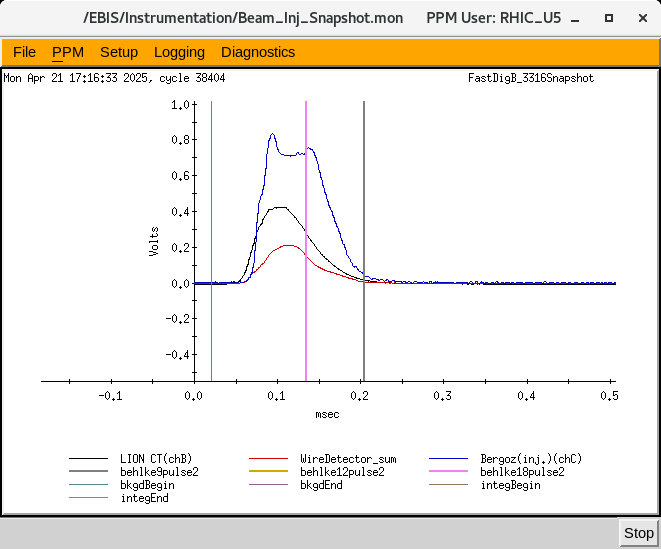 /EBIS/Instrumentation/Beam_Inj_Snapshot.mon PPM User: RHIC_U5
File PPM Setup Logging Diagnostics
Mon Apr 21 17:16:33 2025, cycle 38404 FastDigB_3316Snapshot
1.0
0.8
0.6
0.4
0.2
0.0
-0.2
-0.4
Volts
-0.1 0.0 0.1 0.2 0.3 0.4 0.5
msec
LION CT(chB) WireDetector_sum Bergoz(inj.)(chC)
behlke9pulse2 behlke12pulse2 behlke18pulse2
bkgdBegin bkgdEnd integBegin
integEnd
Stop